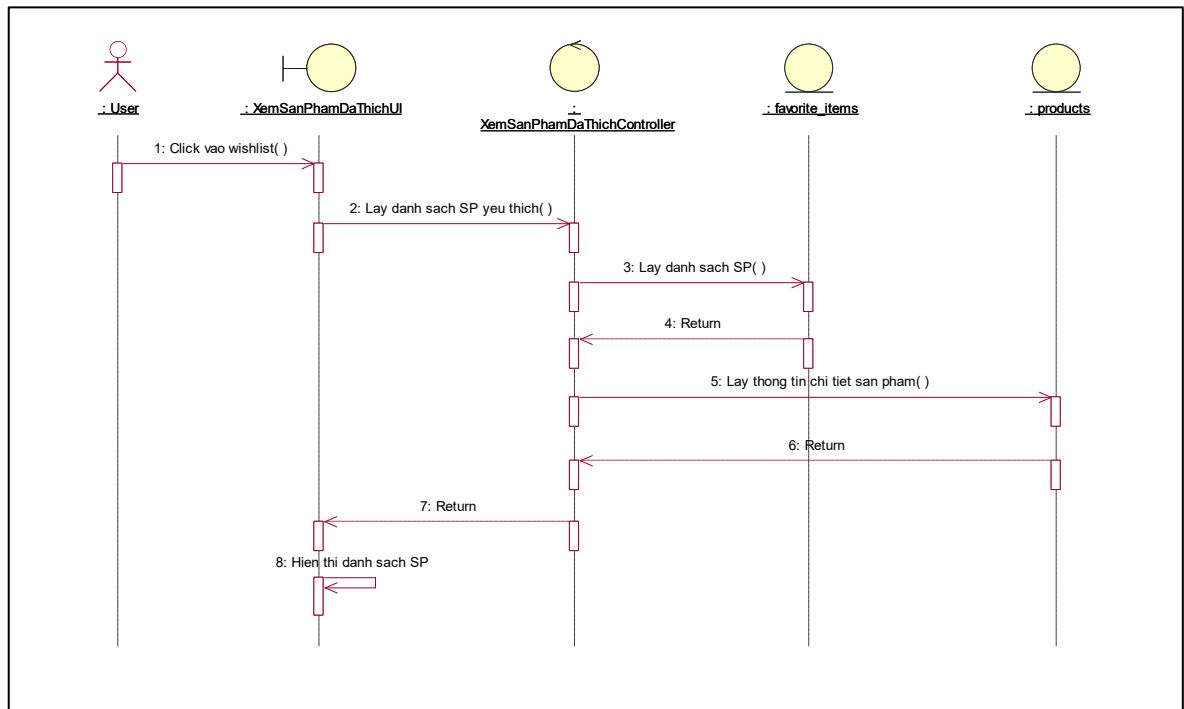 : User
: XemSanPhamDaThichUI
:
XemSanPhamDaThichController
: favorite_items
: products
1: Click vao wishlist( )
2: Lay danh sach SP yeu thich( )
3: Lay danh sach SP( )
4: Return
5: Lay thong tin chi tiet san pham( )
6: Return
7: Return
8: Hien thi danh sach SP